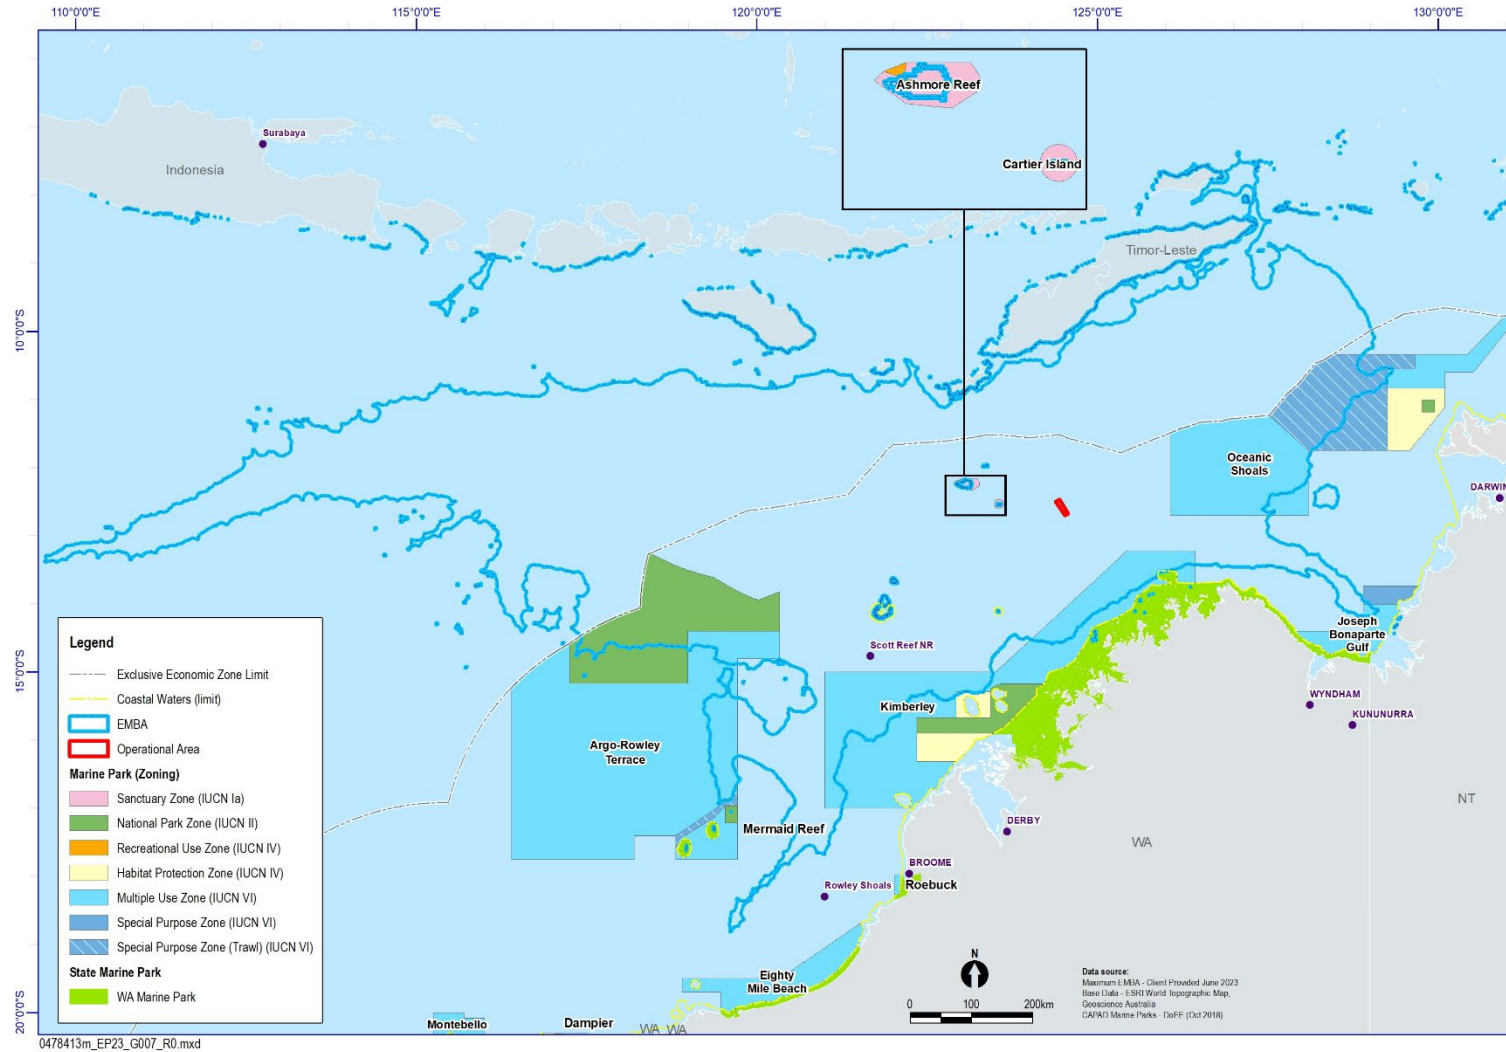 110°0'0"E
115°0'0"E
120°0'0"E
125°0'0"E
130°0'0"E
10°0'0"S
15°0'0"S
20°0'0"S
Ashmore Reef
Cartier Island
Surabaya
Indonesia
Timor-Leste
Oceanic
Shoals
DARWIN
Joseph
Bonaparte
Gulf
Scott Reef NR
Kimberley
WYNDHAM
KUNUNURRA
Argo-Rowley
Terrace
Mermaid Reef
DERBY
WA
NT
BROOME
Roebuck
Rowley Shoals
Eighty
Mile Beach
Montebello
Dampier
WA WA
Legend
Exclusive Economic Zone Limit
Coastal Waters (limit)
EMBA
Operational Area
Marine Park (Zoning)
Sanctuary Zone (IUCN Ia)
National Park Zone (IUCN II)
Recreational Use Zone (IUCN IV)
Habitat Protection Zone (IUCN IV)
Multiple Use Zone (IUCN VI)
Special Purpose Zone (IUCN VI)
Special Purpose Zone (Trawl) (IUCN VI)
State Marine Park
WA Marine Park
N
0 100 200km
Data source:
Maximum EMBA - Client Provided June 2023
Base Data - ESRI World Topographic Map,
Geoscience Australia
CAPAD Marine Parks - DoEE (Oct 2018)
0478413m_EP23_G007_R0.mxd